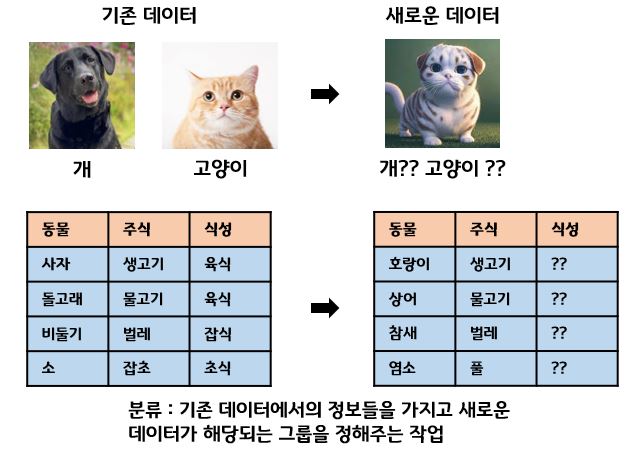 기존 데이터
새로운 데이터
개
고양이
개?? 고양이 ??
동물 주식 식성
사자 생고기 육식
돌고래 물고기 육식
비둘기 벌레 잡식
소 잡초 초식
동물 주식 식성
호랑이 생고기 ??
상어 물고기 ??
참새 벌레 ??
염소 풀 ??
분류 : 기존 데이터에서의 정보들을 가지고 새로운
데이터가 해당되는 그룹을 정해주는 작업